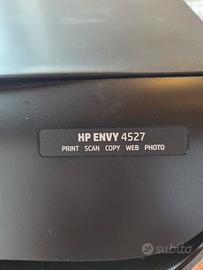 HP ENVY 4527
PRINT SCAN COPY WEB PHOTO
subito